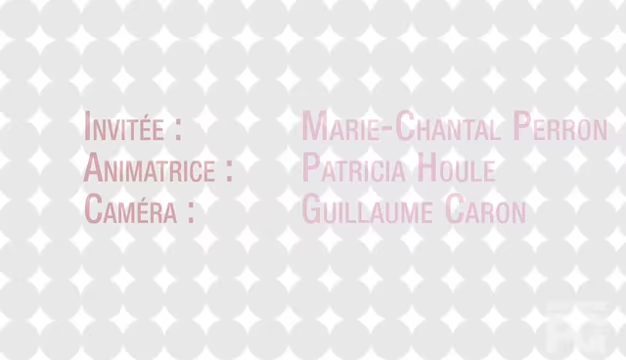 Invitée : Marie-Chantal Perron
Animatrice : Patricia Houle
Caméra : Guillaume Caron